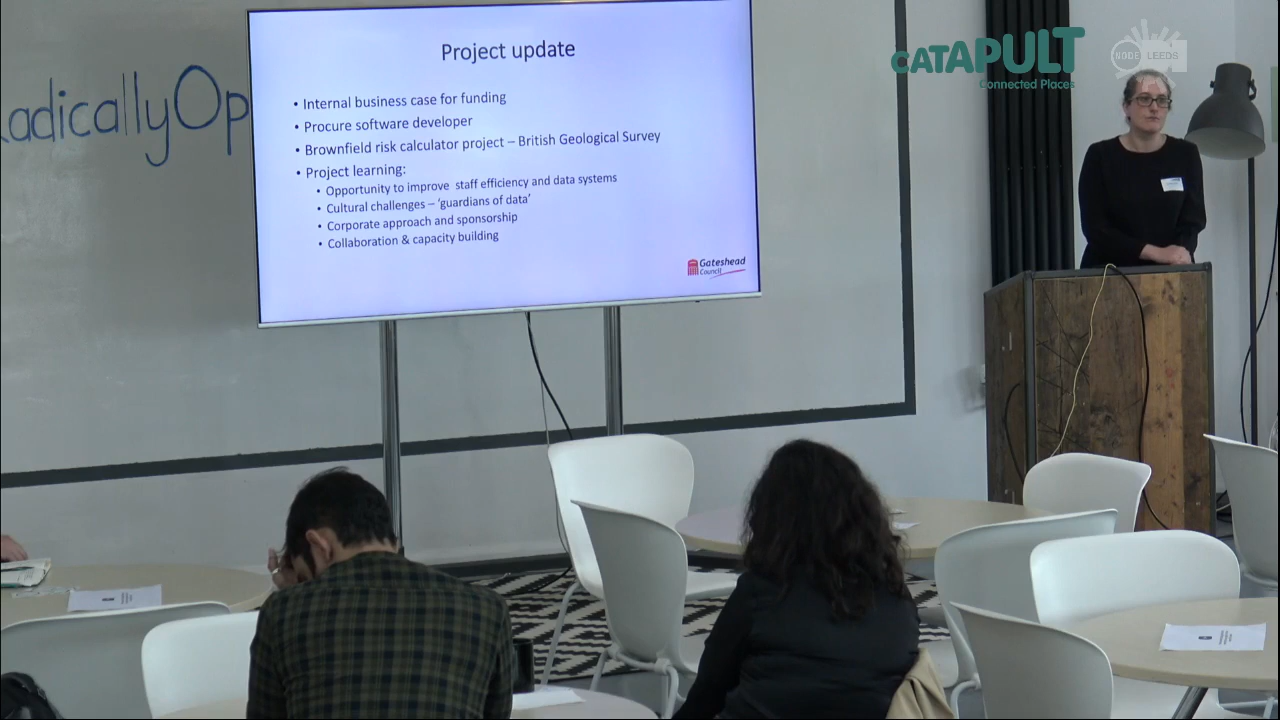 CATAPULT
Connected Places
NODE LEEDS
RadicallyOp
Project update
• Internal business case for funding
• Procure software developer
• Brownfield risk calculator project – British Geological Survey
• Project learning:
• Opportunity to improve staff efficiency and data systems
• Cultural challenges – ‘guardians of data’
• Corporate approach and sponsorship
• Collaboration & capacity building
Gateshead
Council